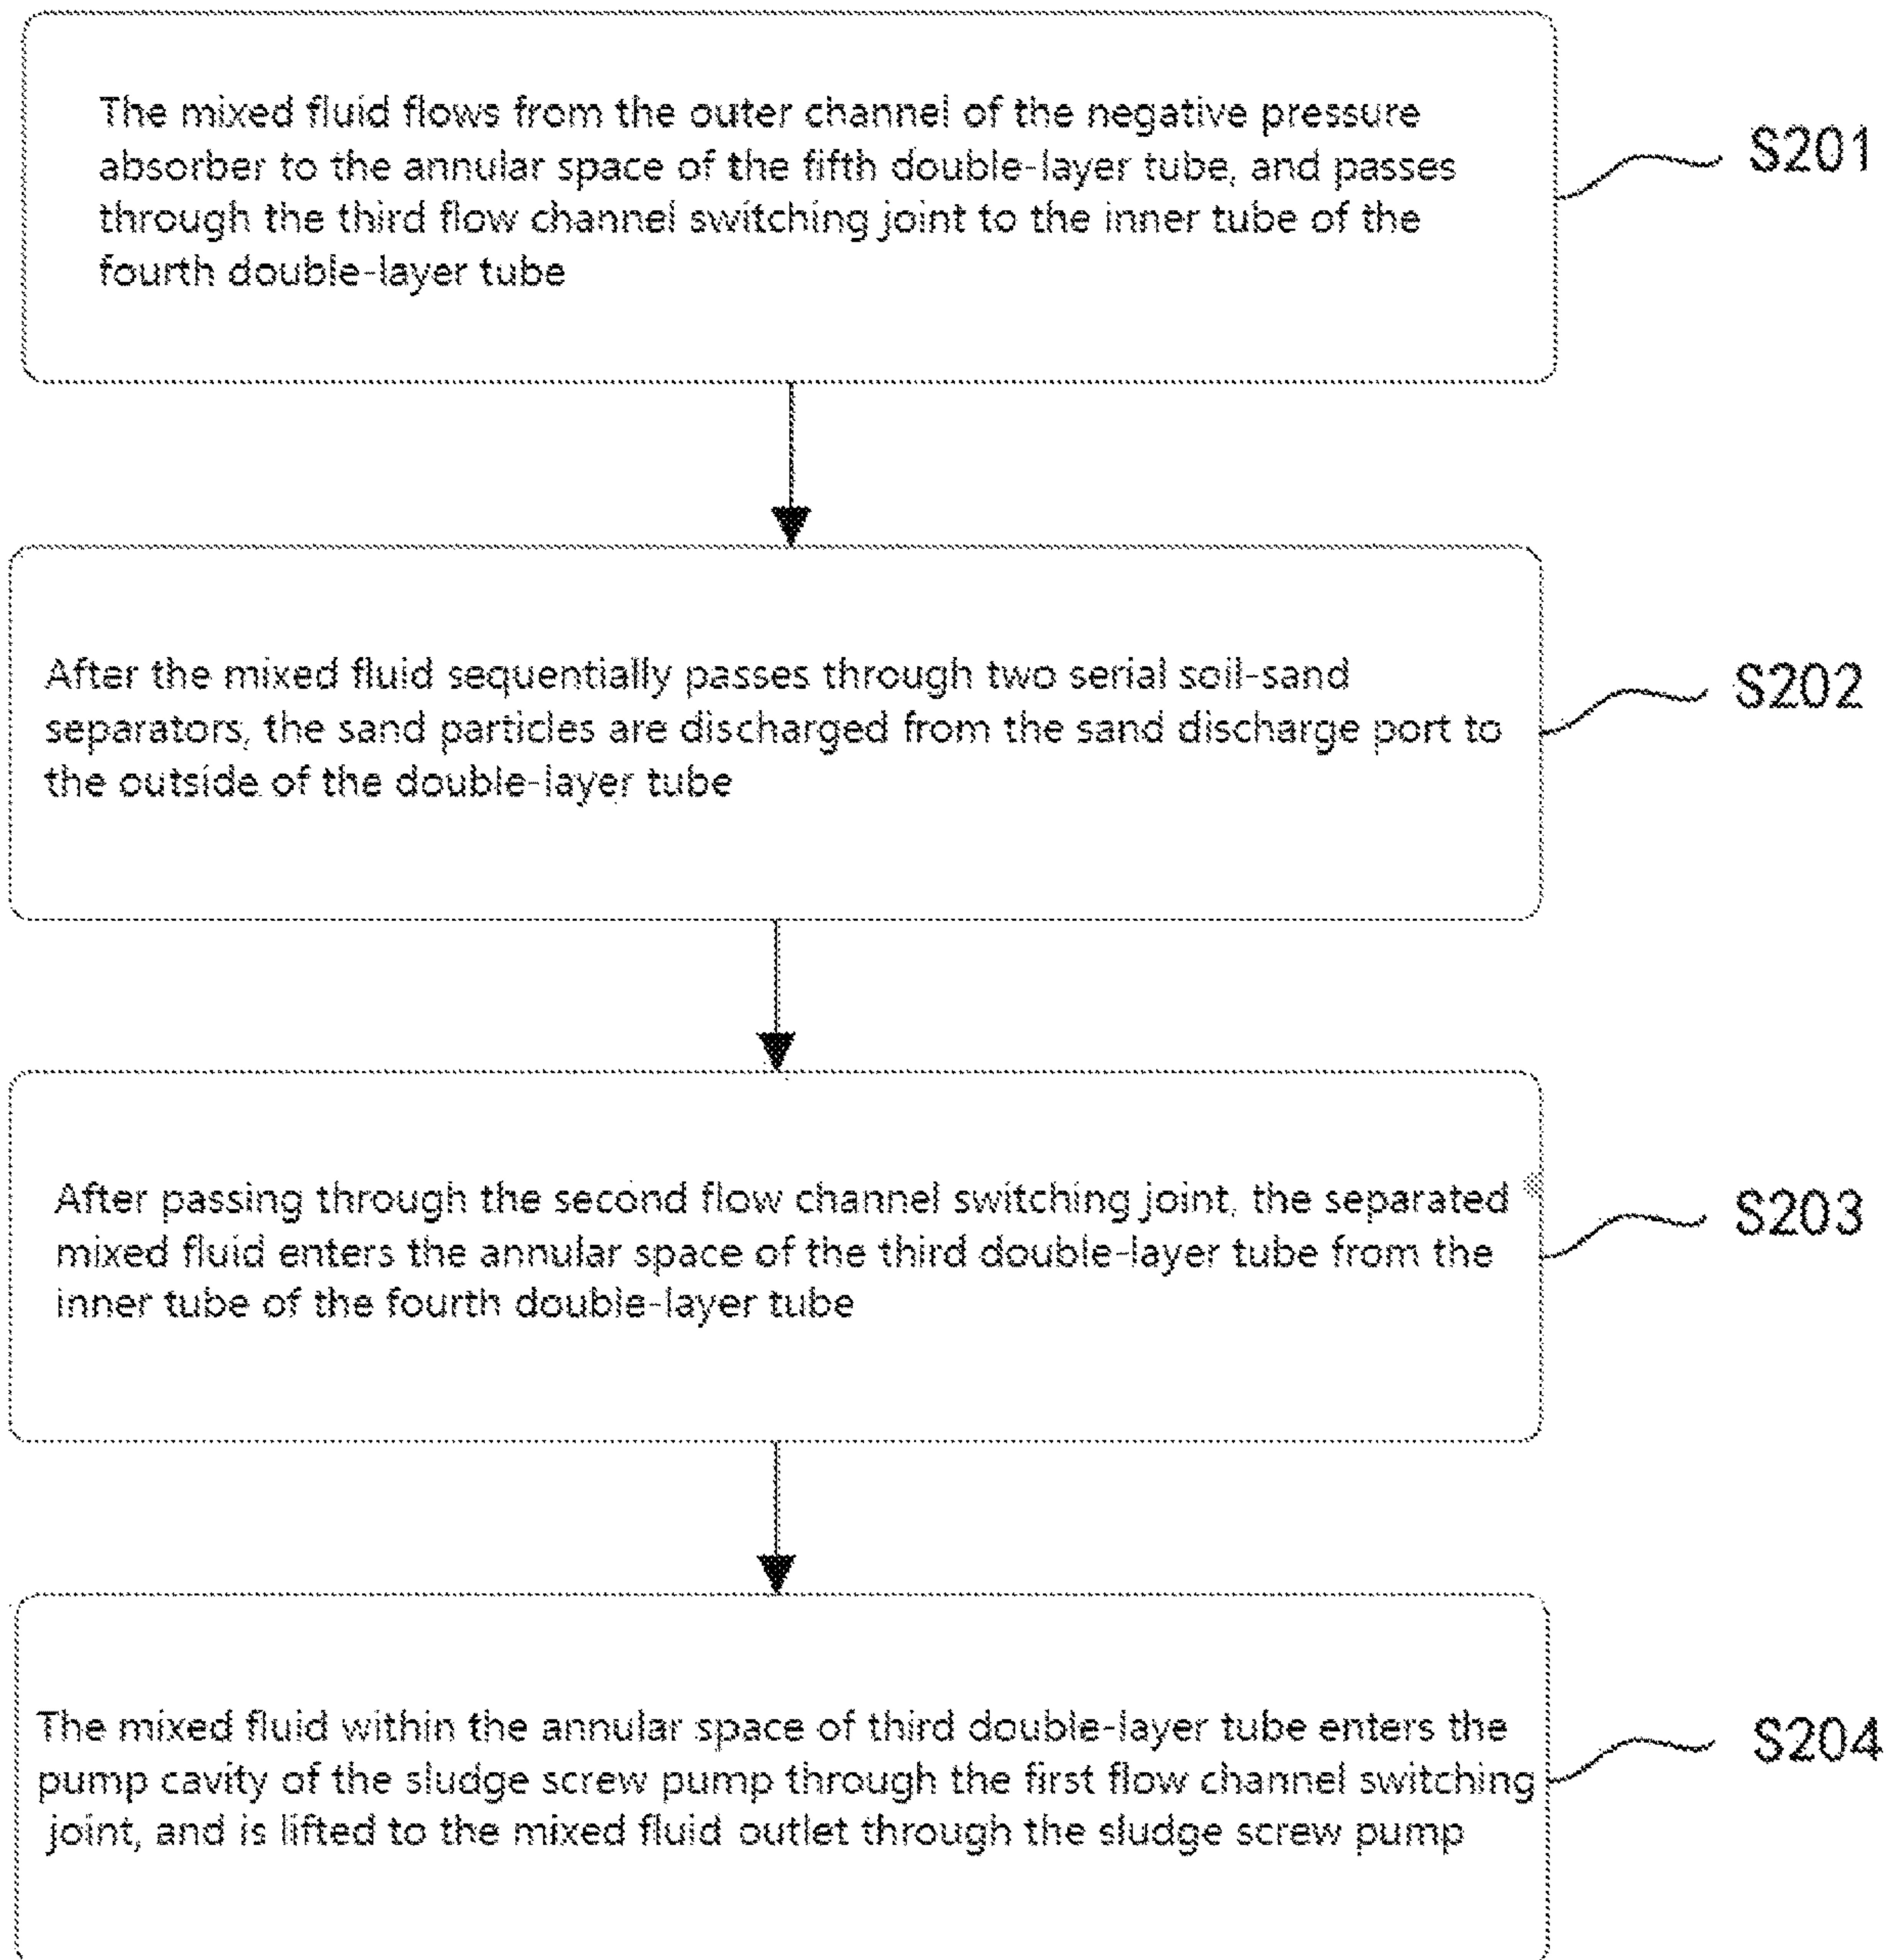 The mixed fluid flows from the outer channel of the negative pressure
absorber to the annular space of the fifth double-layer tube, and passes
through the third flow channel switching joint to the inner tube of the
fourth double-layer tube
S201
After the mixed fluid sequentially passes through two serial soil-sand
separators, the sand particles are discharged from the sand discharge port to
the outside of the double-layer tube
S202
After passing through the second flow channel switching joint, the separated
mixed fluid enters the annular space of the third double-layer tube from the
inner tube of the fourth double-layer tube
S203
The mixed fluid within the annular space of third double-layer tube enters the
pump cavity of the sludge screw pump through the first flow channel switching
joint, and is lifted to the mixed fluid outlet through the sludge screw pump
S204